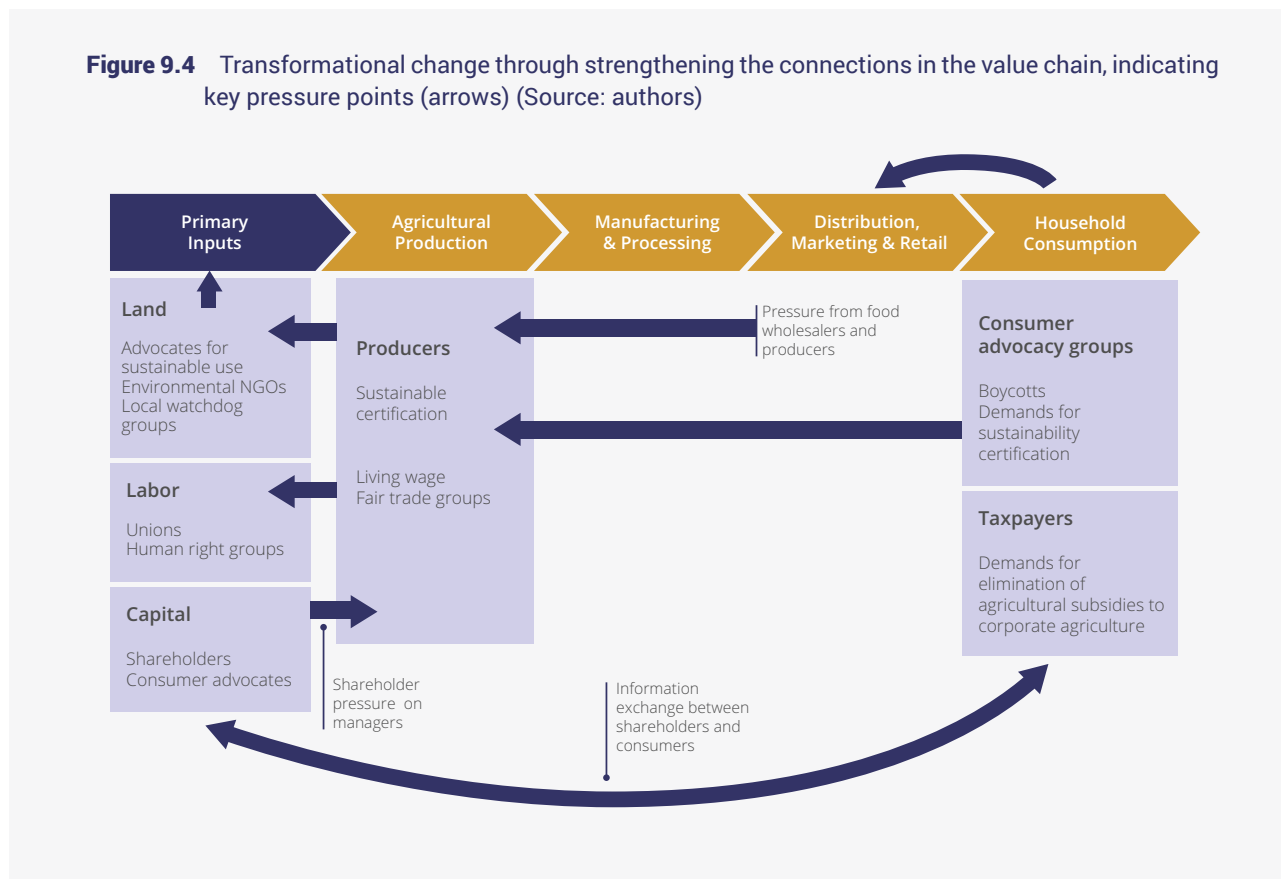 Figure 9.4 Transformational change through strengthening the connections in the value chain, indicating
key pressure points (arrows) (Source: authors)
Primary
Inputs
Agricultural
Production
Manufacturing
& Processing
Distribution,
Marketing & Retail
Household
Consumption
Land
Advocates for
sustainable use
Environmental NGOs
Local watchdog
groups
Labor
Unions
Human right groups
Capital
Shareholders
Consumer advocates
Producers
Sustainable
certification
Living wage
Fair trade groups
Shareholder
pressure on
managers
Pressure from food
wholesalers and
producers
Information
exchange between
shareholders and
consumers
Consumer
advocacy groups
Boycotts
Demands for
sustainability
certification
Taxpayers
Demands for
elimination of
agricultural subsidies to
corporate agriculture